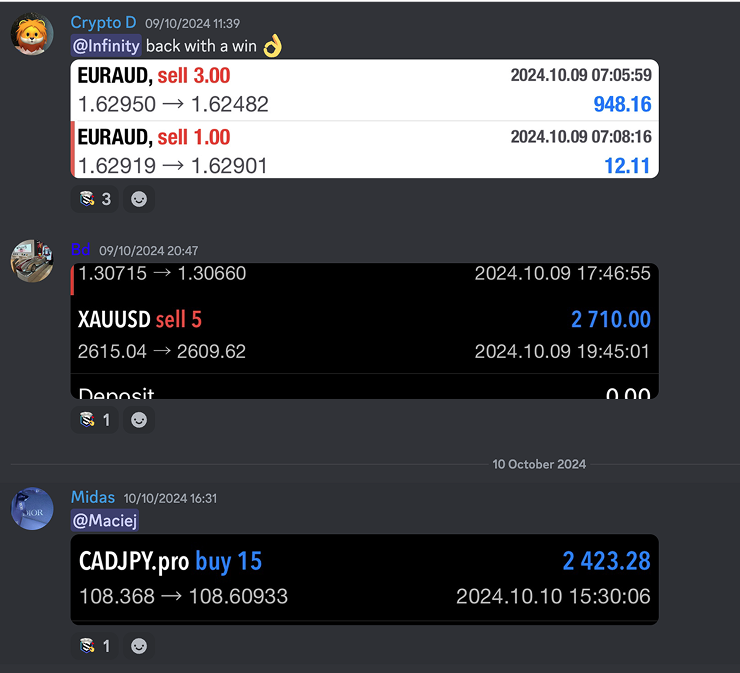 Crypto D 09/10/2024 11:39
@Infinity back with a win 👌
EURAUD, sell 3.00 2024.10.09 07:05:59
1.62950 → 1.62482 948.16
EURAUD, sell 1.00 2024.10.09 07:08:16
1.62919 → 1.62901 12.11
3
Bd 09/10/2024 20:47
1.30715 → 1.30660 2024.10.09 17:46:55
XAUUSD sell 5 2 710.00
2615.04 → 2609.62 2024.10.09 19:45:01
Deposit 0.00
1
10 October 2024
Midas 10/10/2024 16:31
DIOR
@Maciej
CADJPY.pro buy 15 2 423.28
108.368 → 108.60933 2024.10.10 15:30:06
1